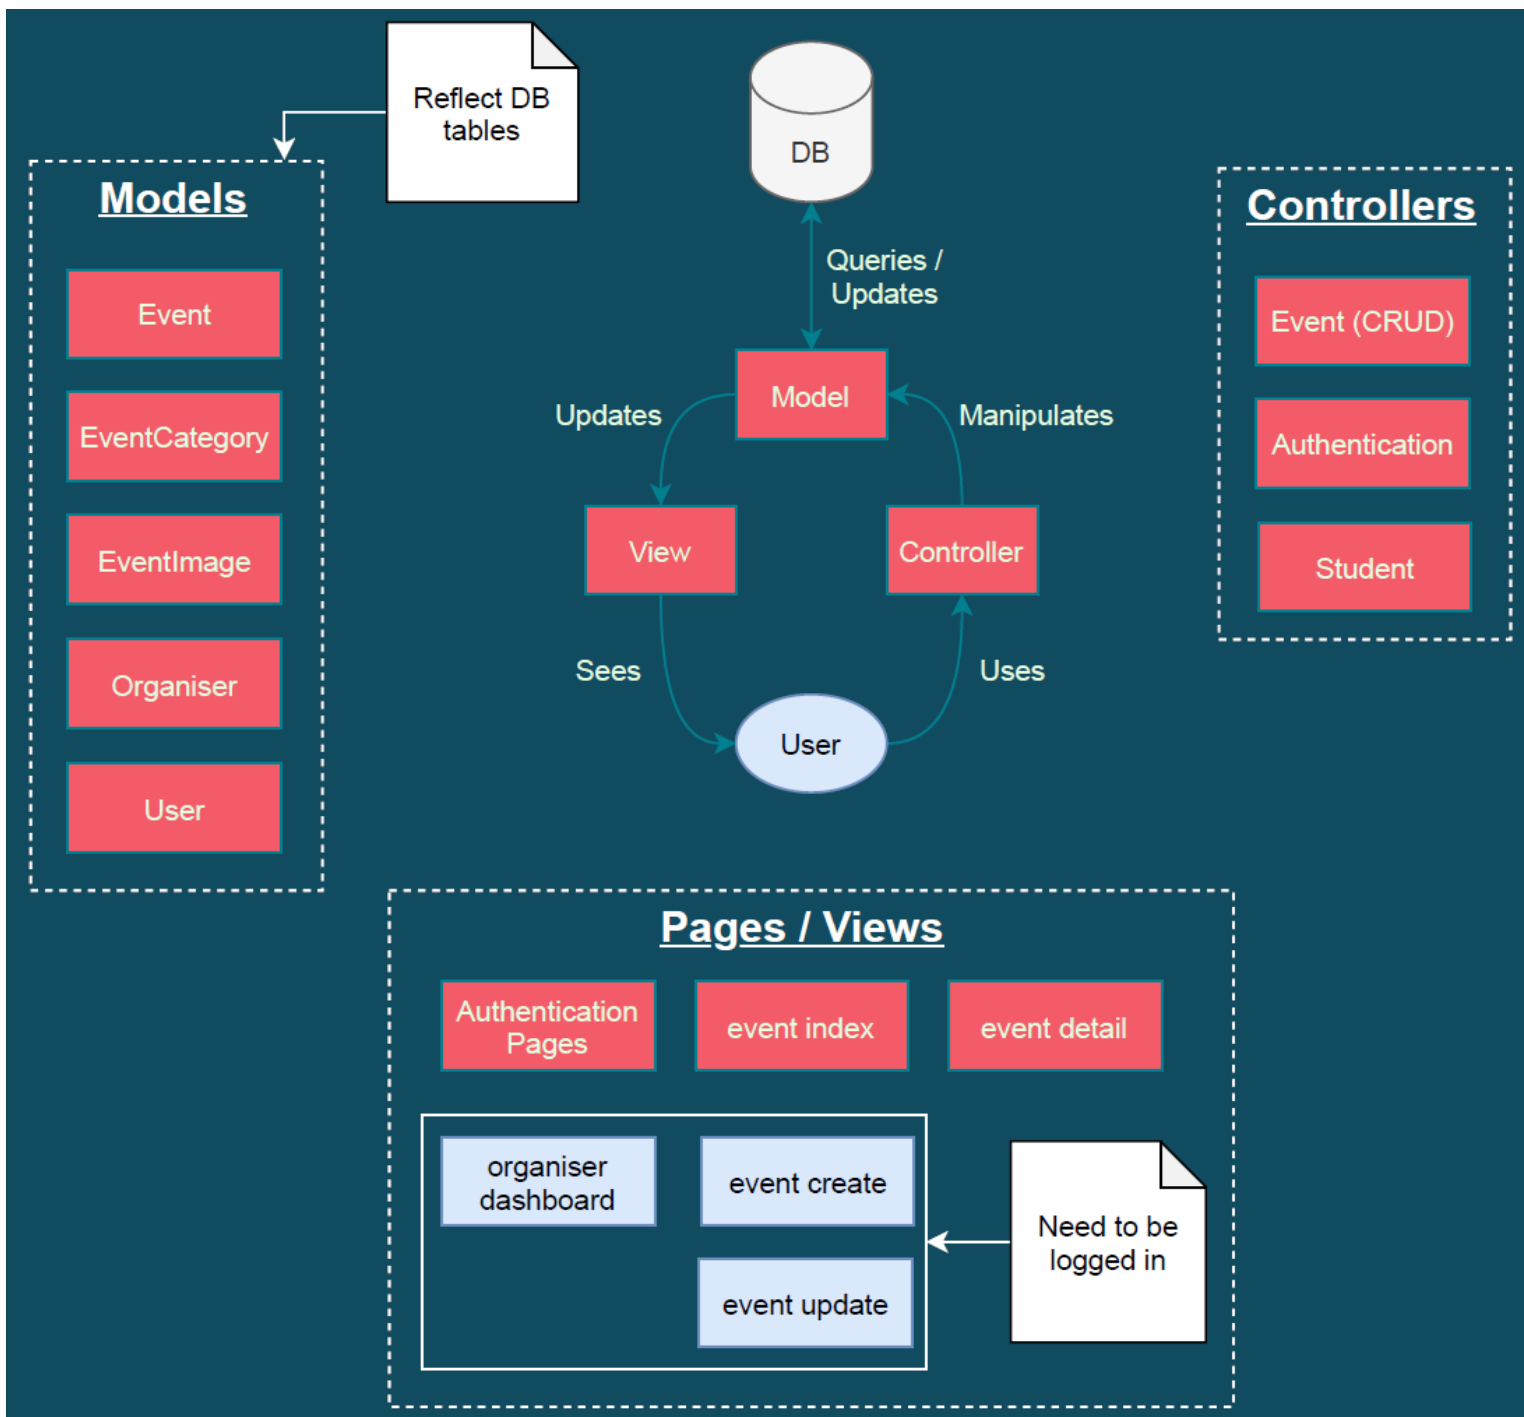 Reflect DB
tables
DB
Models
Event
EventCategory
EventImage
Organiser
User
Queries /
Updates
Model
Updates
Manipulates
View
Controller
Sees
Uses
User
Controllers
Event (CRUD)
Authentication
Student
Pages / Views
Authentication
Pages
event index
event detail
organiser
dashboard
event create
event update
Need to be
logged in